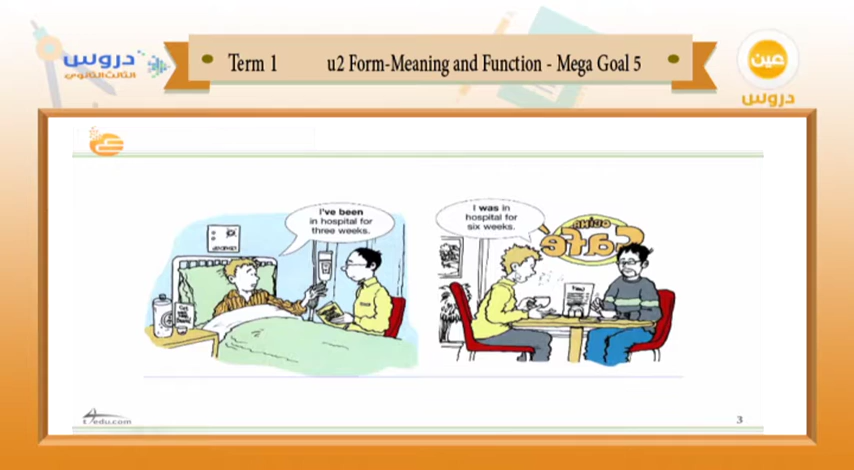 دروس
الثالث الثانوي
Term 1 u2 Form-Meaning and Function - Mega Goal 5
عين
دروس
I've been
in hospital for
three weeks.
I was in
hospital for
six weeks.
Cafe
3